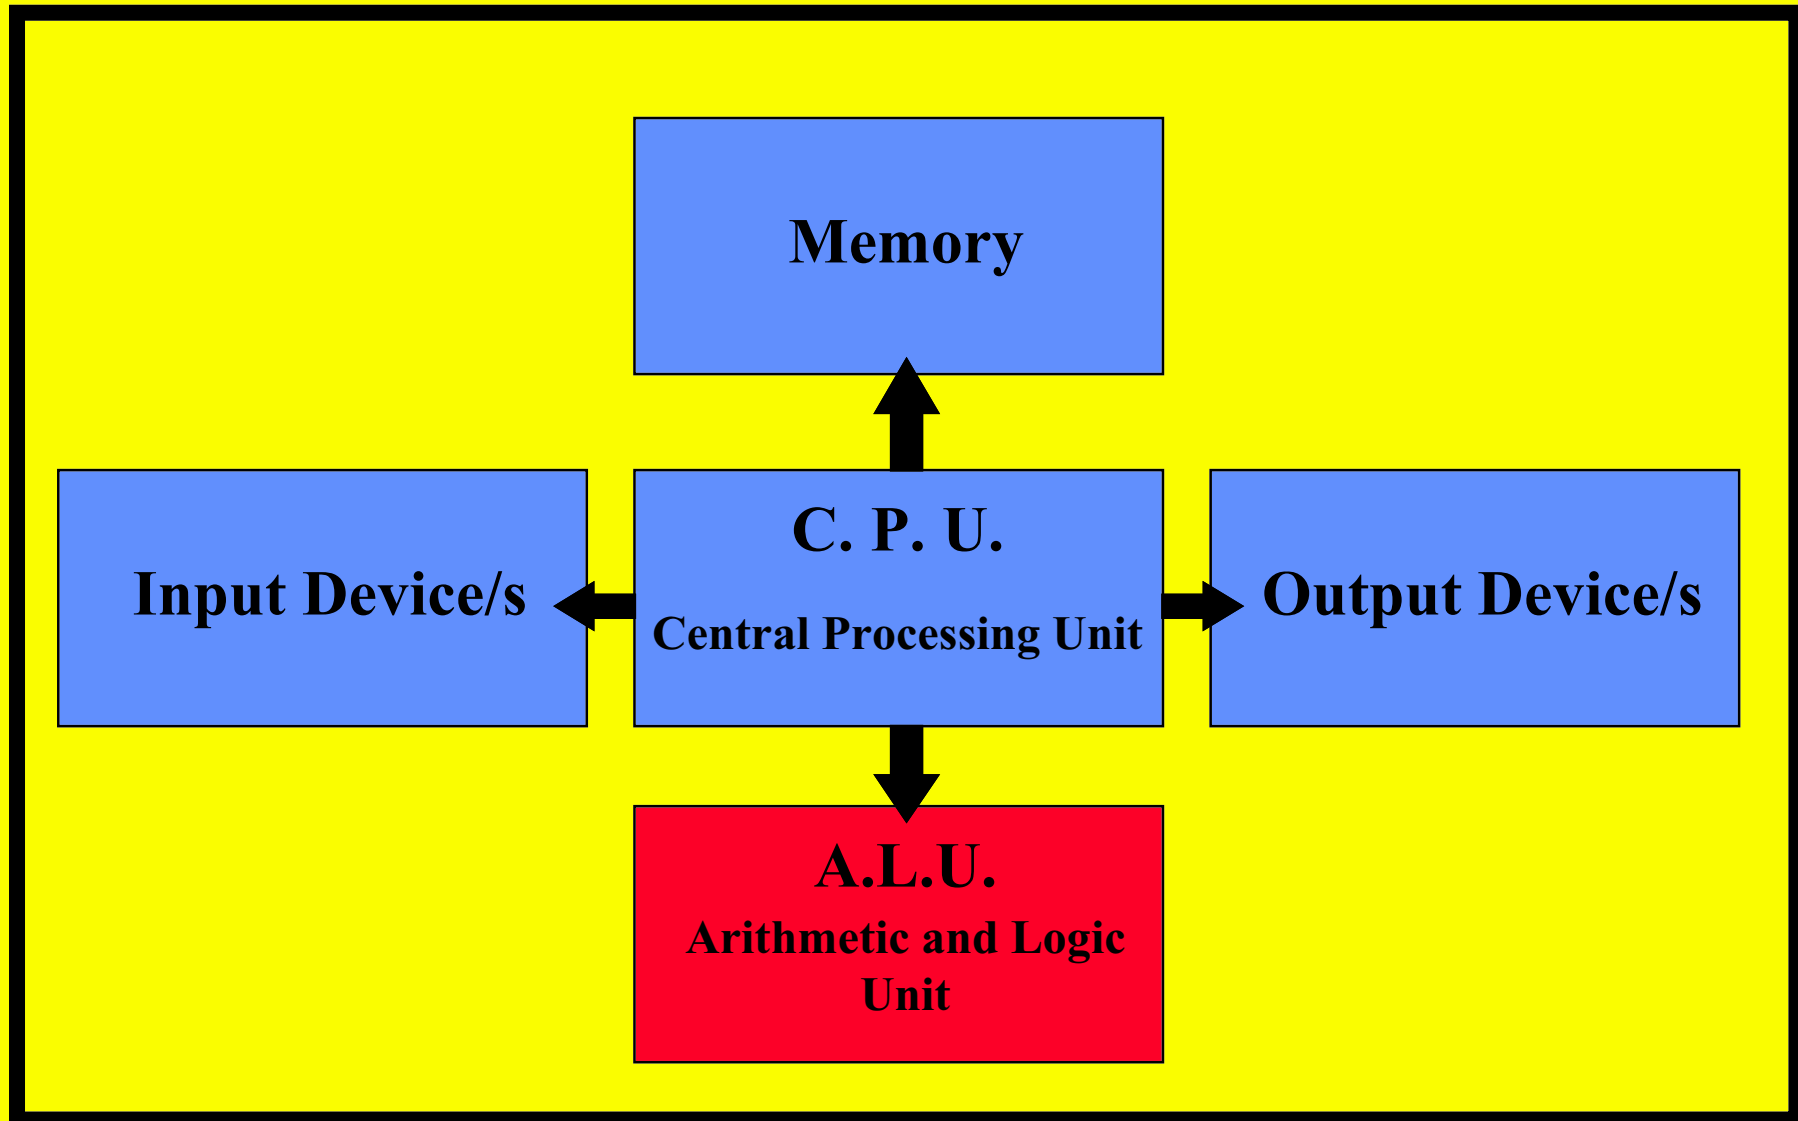 Memory
Input Device/s
C. P. U.
Central Processing Unit
Output Device/s
A.L.U.
Arithmetic and Logic
Unit